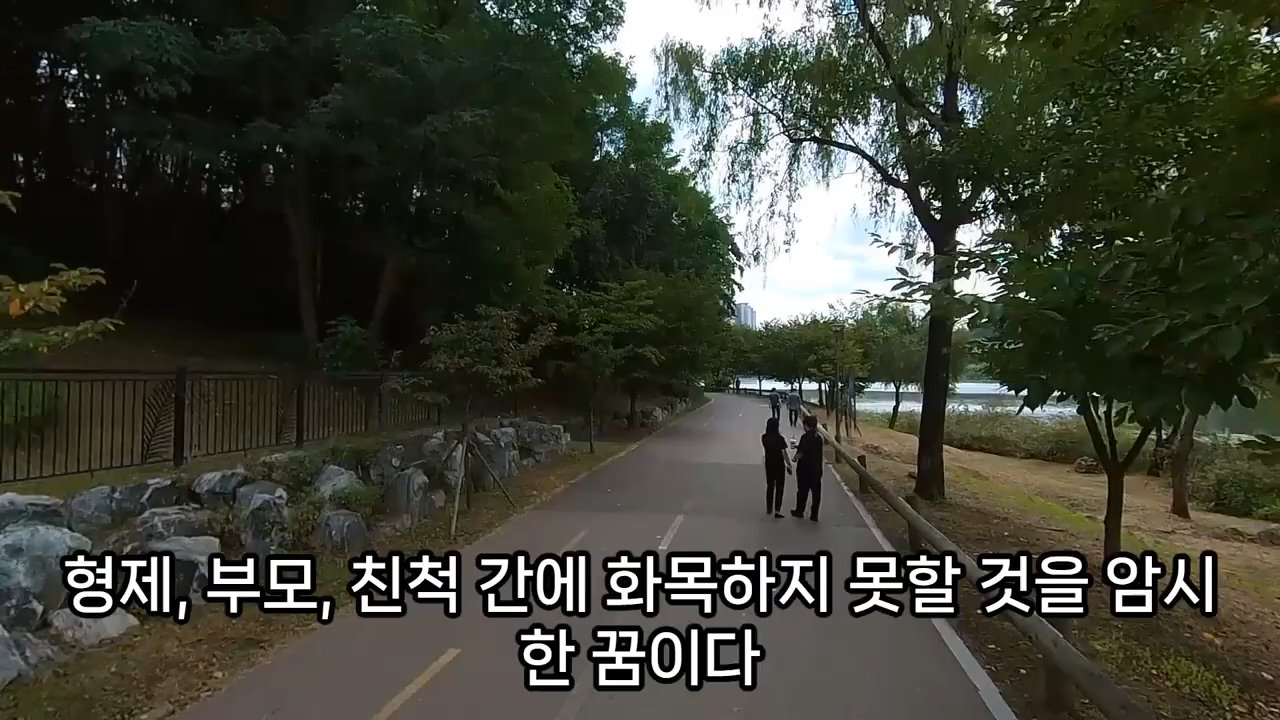 형제, 부모, 친척 간에 화목하지 못할 것을 암시
한 꿈이다